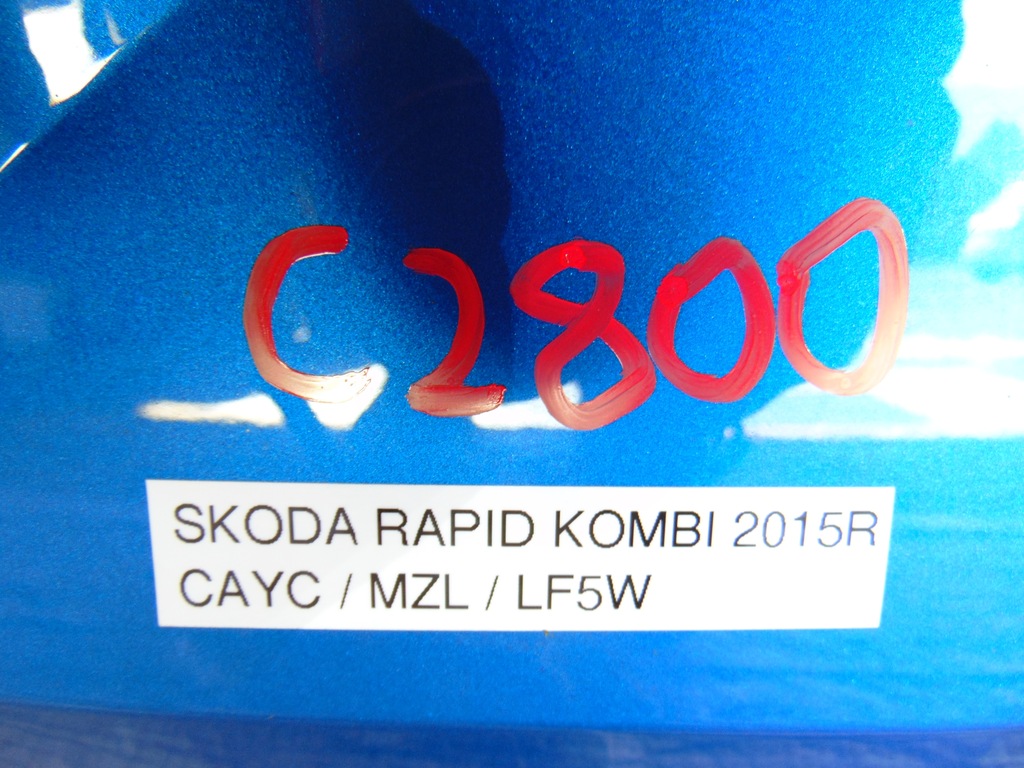 C2800
SKODA RAPID KOMBI 2015R
CAYC / MZL / LF5W